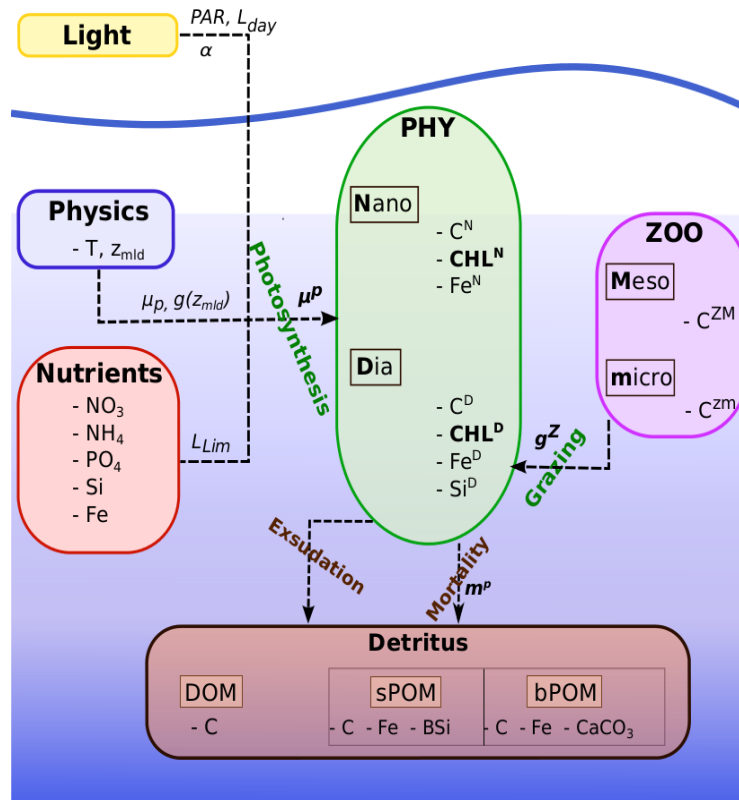 Light
PAR, L_day
α
PHY
Nano
- C^N
- CHL^N
- Fe^N
Dia
- C^D
- CHL^D
- Fe^D
- Si^D
Physics
- T, z_mld
μ_p, g(z_mld)
μ^p
Photosynthesis
Nutrients
- NO₃
- NH₄
- PO₄
- Si
- Fe
L_Lim
ZOO
Meso
- C^ZM
micro
- C^zm
g^Z
Grazing
Exsudation
Mortality
m^p
Detritus
DOM
- C
sPOM
- C - Fe - BSi
bPOM
- C - Fe - CaCO₃